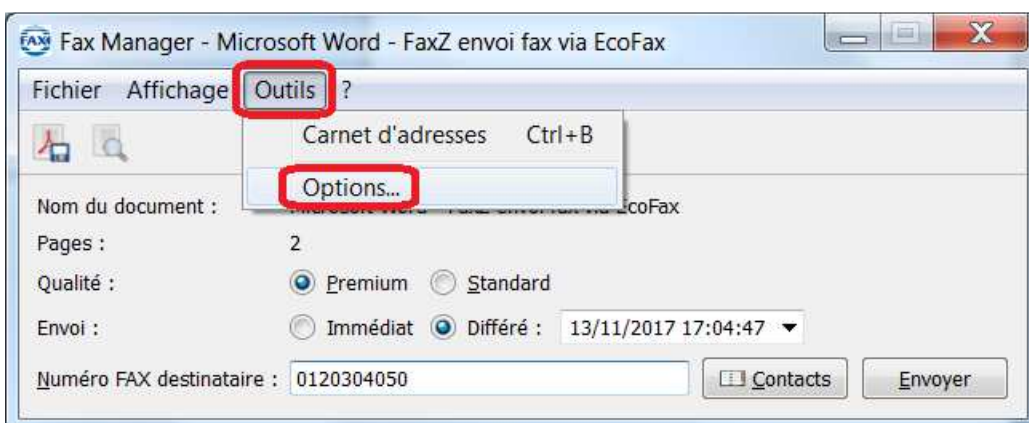 FAX Fax Manager - Microsoft Word - FaxZ envoi fax via EcoFax
Fichier Affichage Outils ?
Carnet d'adresses Ctrl+B
Options...
Nom du document : coFax
Pages : 2
Qualité : Premium Standard
Envoi : Immédiat Différé : 13/11/2017 17:04:47
Numéro FAX destinataire : 0120304050 Contacts Envoyer